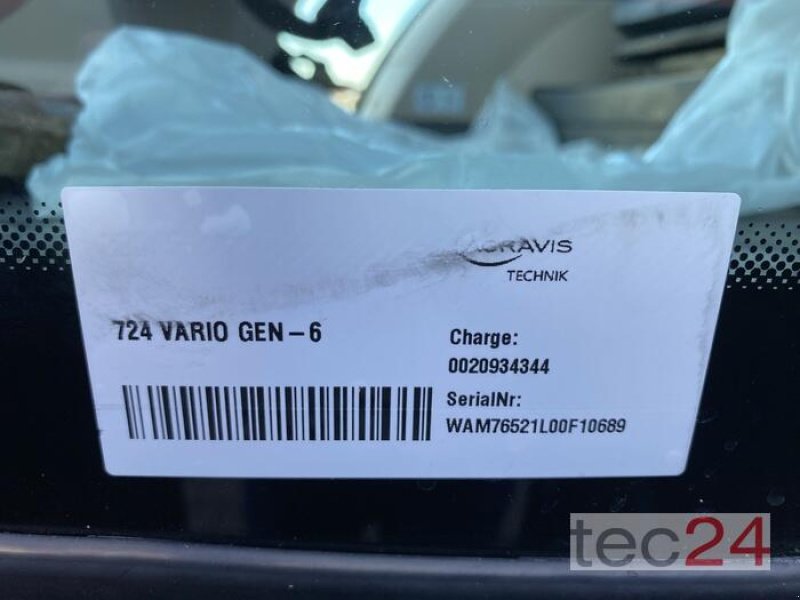 AGRAVIS
TECHNIK
724 VARIO GEN-6
Charge:
0020934344
SerialNr:
WAM76521L00F10689
tec24